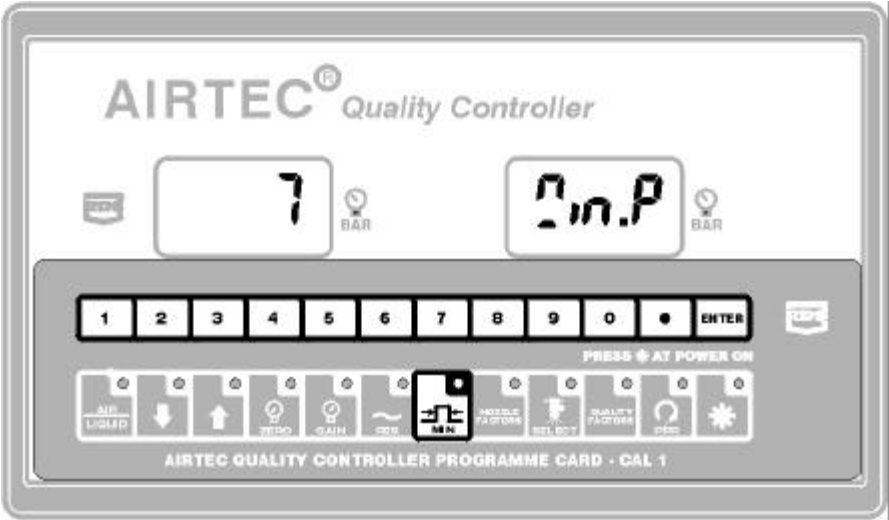 AIRTEC® Quality Controller
7
BAR
Min.P
BAR
1 2 3 4 5 6 7 8 9 0 • ENTER
PRESS ✱ AT POWER ON
AIR
LIQUID
ZERO
GAIN
MIN
NOZZLE
FACTORS
SELECT
QUALITY
FACTORS
AIRTEC QUALITY CONTROLLER PROGRAMME CARD - CAL 1